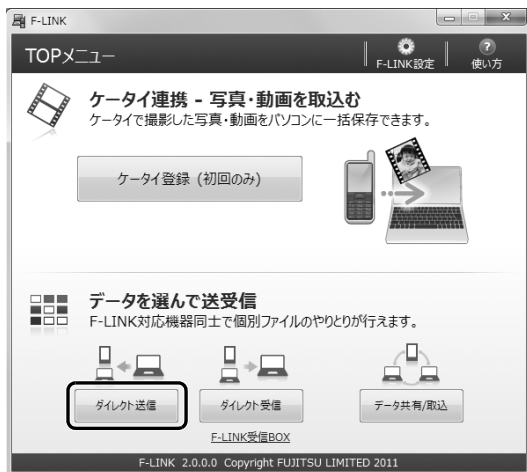 F-LINK
TOPメニュー
F-LINK設定
使い方
ケータイ連携 - 写真・動画を取込む
ケータイで撮影した写真・動画をパソコンに一括保存できます。
ケータイ登録 (初回のみ)
データを選んで送受信
F-LINK対応機器同士で個別ファイルのやりとりが行えます。
ダイレクト送信
ダイレクト受信
データ共有/取込
F-LINK受信BOX
F-LINK 2.0.0.0 Copyright FUJITSU LIMITED 2011